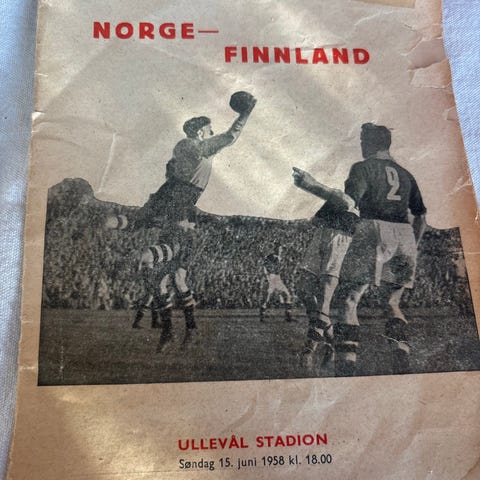 NORGE—
FINNLAND
2
ULLEVÅL STADION
Søndag 15. juni 1958 kl. 18.00